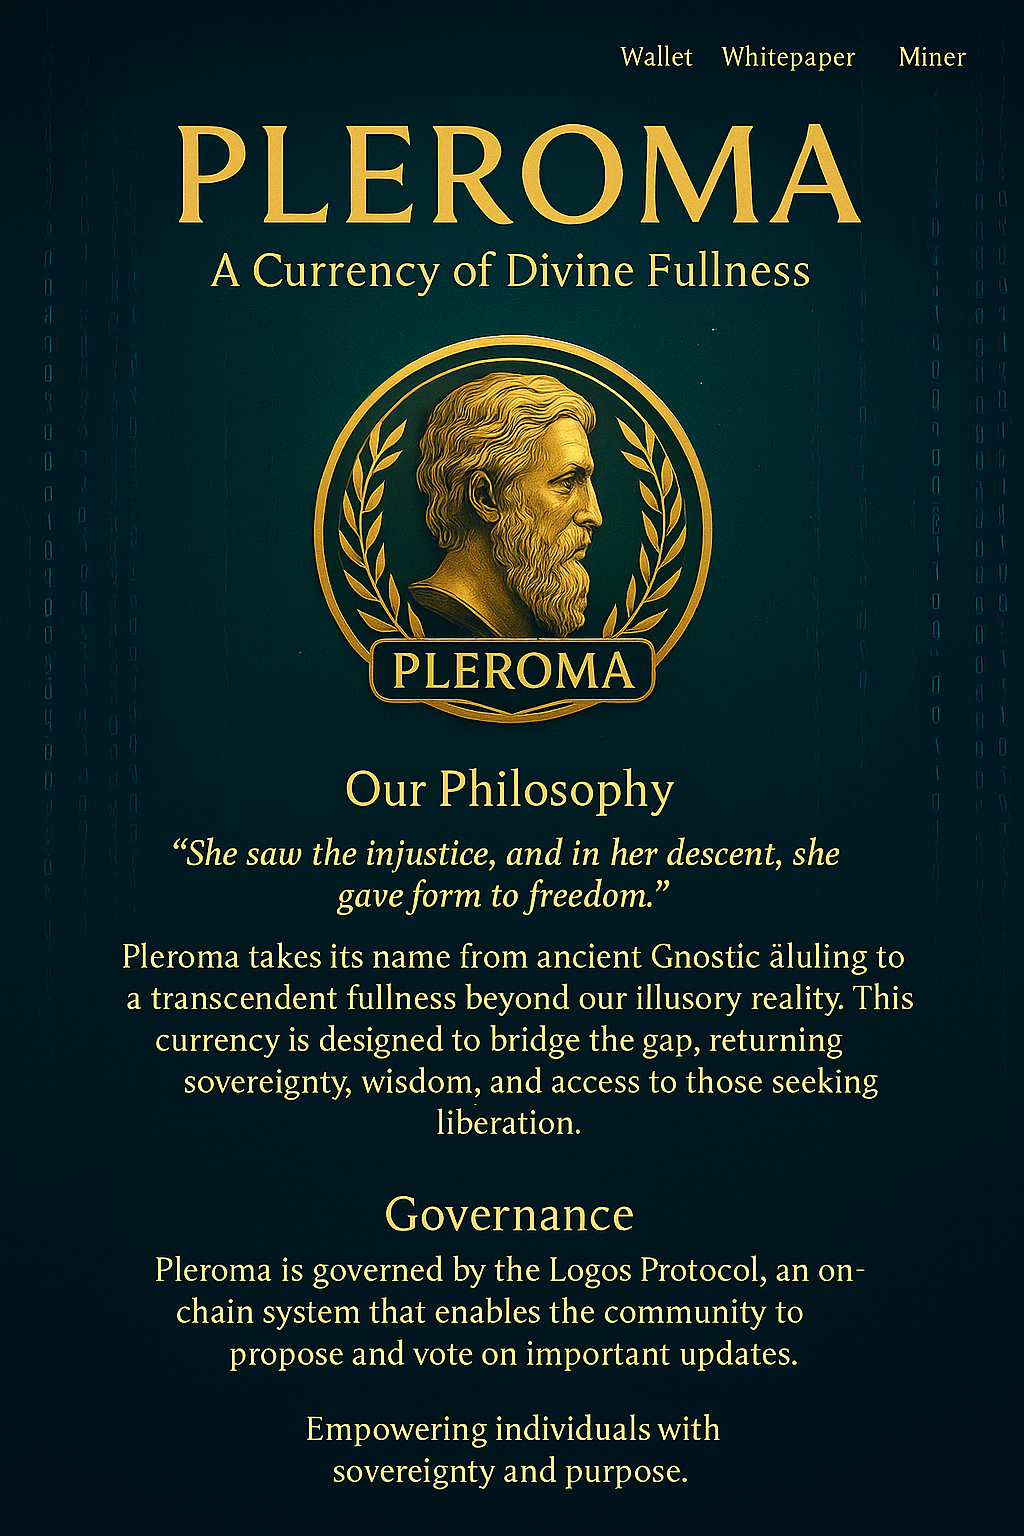 Wallet Whitepaper Miner
PLEROMA
A Currency of Divine Fullness
PLEROMA
Our Philosophy
“She saw the injustice, and in her descent, she
gave form to freedom.”
Pleroma takes its name from ancient Gnostic äluling to
a transcendent fullness beyond our illusory reality. This
currency is designed to bridge the gap, returning
sovereignty, wisdom, and access to those seeking
liberation.
Governance
Pleroma is governed by the Logos Protocol, an on-
chain system that enables the community to
propose and vote on important updates.
Empowering individuals with
sovereignty and purpose.